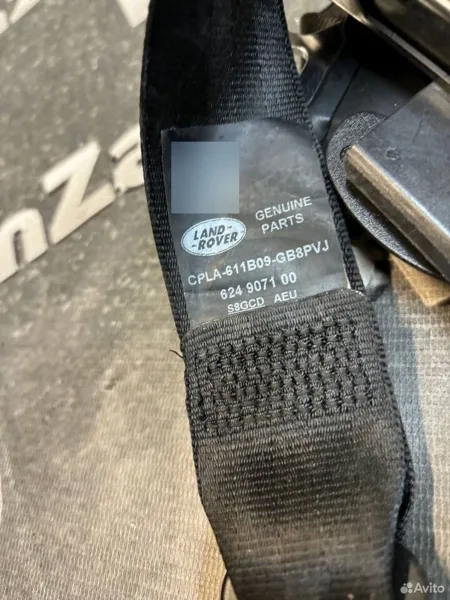 LAND-
ROVER
GENUINE
PARTS
CPLA-611B09-GB8PVJ
624 9071 00
S8GCD AEU
Avito